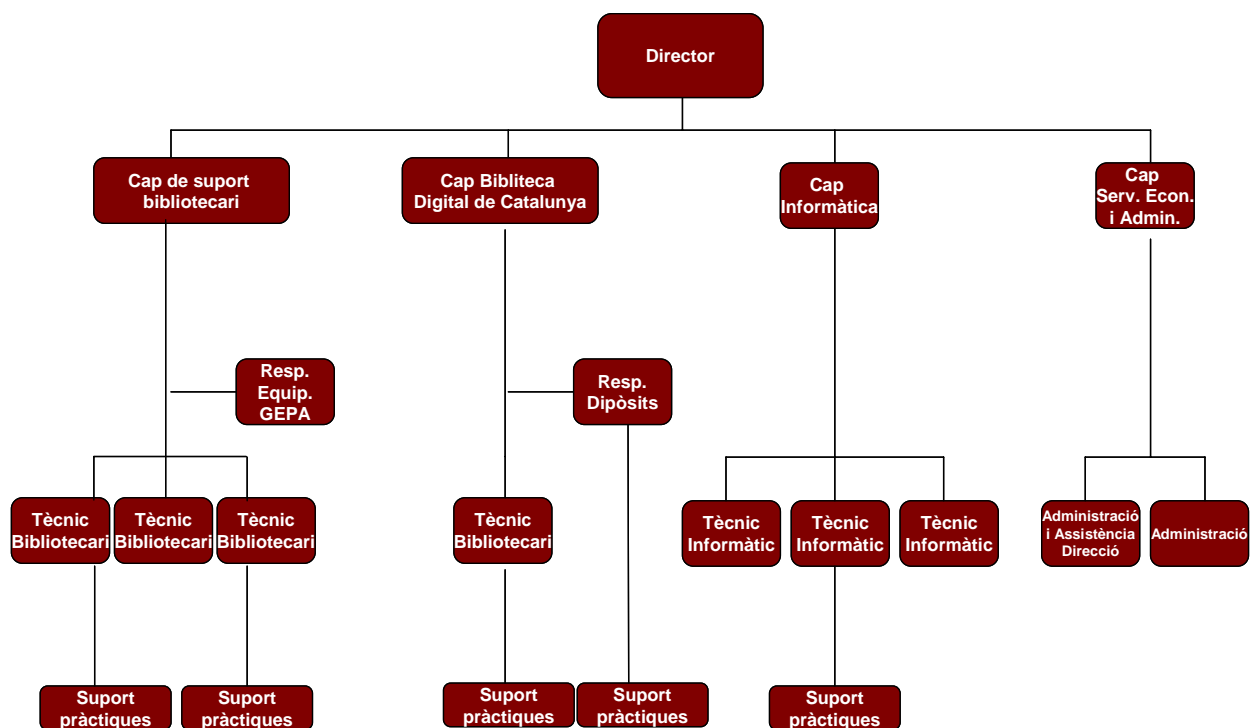 Director
Cap de suport
bibliotecari
Cap Bibliteca
Digital de Catalunya
Cap
Informàtica
Cap
Serv. Econ.
i Admin.
Resp.
Equip.
GEPA
Resp.
Dipòsits
Tècnic
Bibliotecari
Tècnic
Bibliotecari
Tècnic
Bibliotecari
Tècnic
Bibliotecari
Tècnic
Informàtic
Tècnic
Informàtic
Tècnic
Informàtic
Administració
i Assistència
Direcció
Administració
Suport
pràctiques
Suport
pràctiques
Suport
pràctiques
Suport
pràctiques
Suport
pràctiques